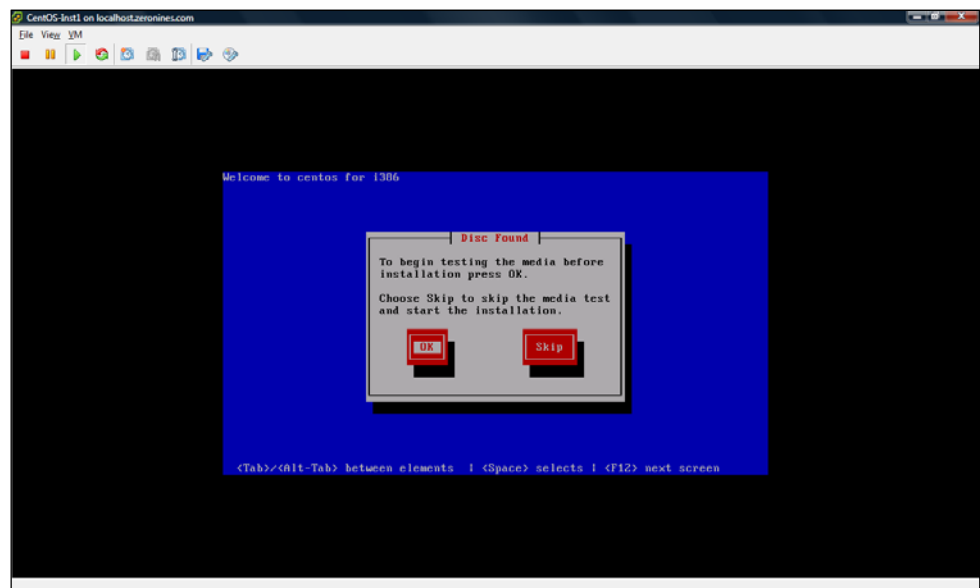 CentOS-Inst1 on localhost.zeronines.com
File View VM
Welcome to centos for i386
Disc Found
To begin testing the media before
installation press OK.
Choose Skip to skip the media test
and start the installation.
OK Skip
<Tab>/<Alt-Tab> between elements | <Space> selects | <F12> next screen